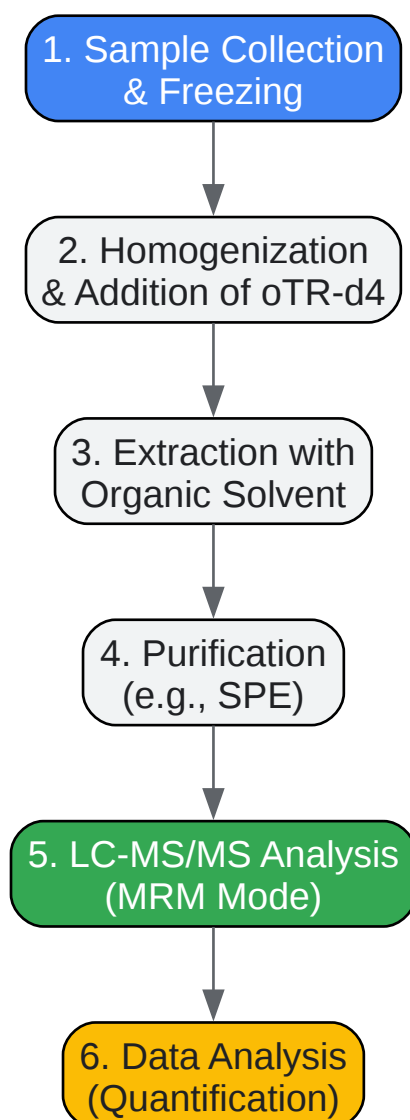 1. Sample Collection
& Freezing
2. Homogenization
& Addition of oTR-d4
3. Extraction with
Organic Solvent
4. Purification
(e.g., SPE)
5. LC-MS/MS Analysis
(MRM Mode)
6. Data Analysis
(Quantification)